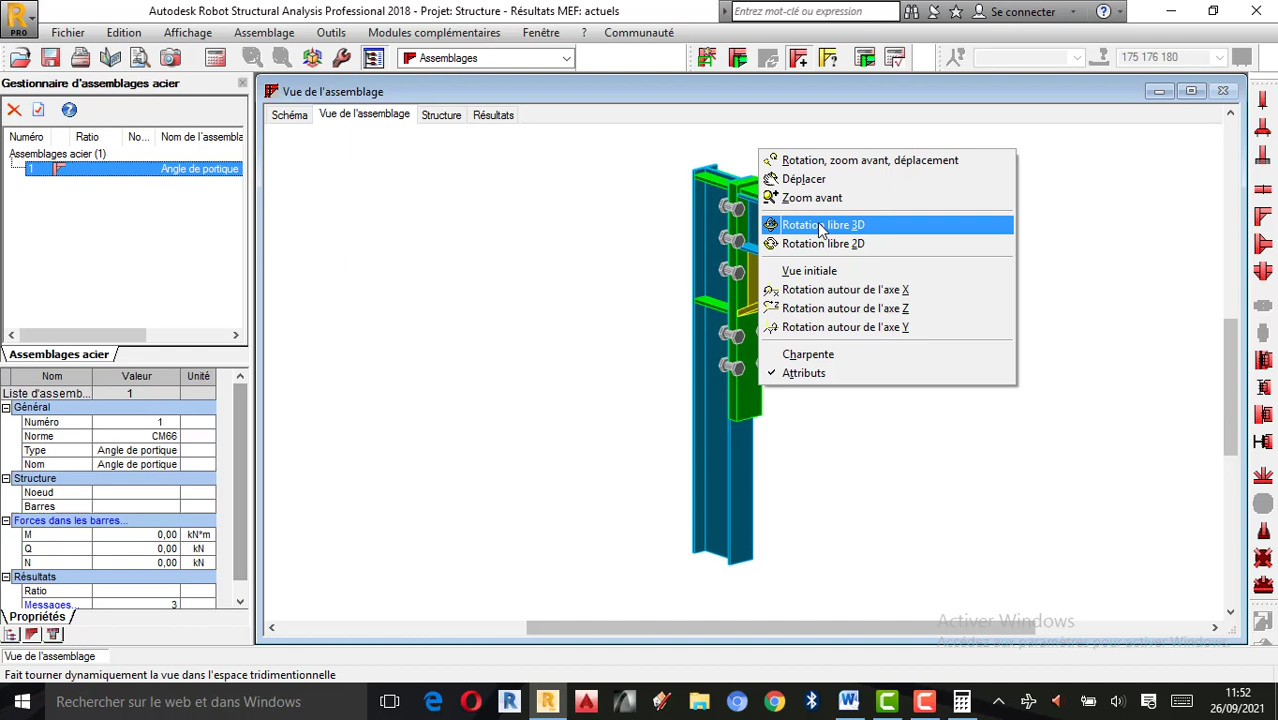 Autodesk Robot Structural Analysis Professional 2018 - Projet: Structure - Résultats MEF: actuels
Entrez mot-clé ou expression
Se connecter
PRO
Fichier Edition Affichage Assemblage Outils Modules complémentaires Fenêtre ? Communauté
Assemblages
175 176 180
Gestionnaire d'assemblages acier
Numéro Ratio No... Nom de l'assembla
Assemblages acier (1)
1 Angle de portique
Assemblages acier
Nom Valeur Unité
Liste d'assemb... 1
Général
Numéro 1
Norme CM66
Type Angle de portique
Nom Angle de portique
Structure
Noeud
Barres
Forces dans les barres...
M 0,00 kN*m
Q 0,00 kN
N 0,00 kN
Résultats
Ratio
Messages... 3
Propriétés
Vue de l'assemblage
Schéma Vue de l'assemblage Structure Résultats
Rotation, zoom avant, déplacement
Déplacer
Zoom avant
Rotation libre 3D
Rotation libre 2D
Vue initiale
Rotation autour de l'axe X
Rotation autour de l'axe Z
Rotation autour de l'axe Y
Charpente
Attributs
Activer Windows
Accédez aux paramètres pour activer Windows.
Vue de l'assemblage
Fait tourner dynamiquement la vue dans l'espace tridimentionnelle
Rechercher sur le web et dans Windows
11:52
26/09/2021